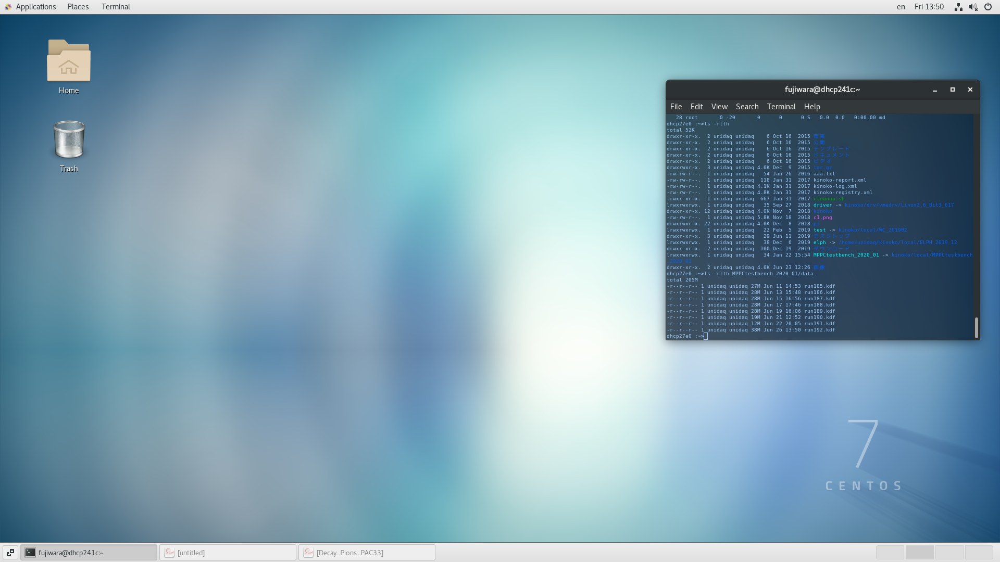 Applications Places Terminal en Fri 13:50
Home
Trash
fujiwara@dhcp241c:~
File Edit View Search Terminal Help
28 root 0 -20 0 0 0 S 0.0 0.0 0:00.00 md
dhcp27e0 :~>ls -rlth
total 52K
drwxr-xr-x. 2 unidaq unidaq 6 Oct 16 2015 音楽
drwxr-xr-x. 2 unidaq unidaq 6 Oct 16 2015 公開
drwxr-xr-x. 2 unidaq unidaq 6 Oct 16 2015 テンプレート
drwxr-xr-x. 2 unidaq unidaq 6 Oct 16 2015 ドキュメント
drwxr-xr-x. 2 unidaq unidaq 6 Oct 16 2015 ビデオ
drwxrwxr-x. 3 unidaq unidaq 4.0K Dec 9 2015 tar.gz
-rw-rw-r--. 1 unidaq unidaq 54 Jan 26 2016 aaa.txt
-rw-rw-r--. 1 unidaq unidaq 118 Jan 31 2017 kinoko-report.xml
-rw-rw-r--. 1 unidaq unidaq 4.1K Jan 31 2017 kinoko-log.xml
-rw-rw-r--. 1 unidaq unidaq 4.8K Jan 31 2017 kinoko-registry.xml
-rwxr-xr-x. 1 unidaq unidaq 667 Jan 31 2017 cleanup.sh
lrwxrwxrwx. 1 unidaq unidaq 35 Sep 27 2018 driver -> kinoko/drv/vmedrv/Linux2.6_Bit3_617
drwxr-xr-x. 12 unidaq unidaq 4.0K Nov 7 2018 kinoko
-rw-rw-r--. 1 unidaq unidaq 5.8K Nov 18 2018 c1.png
drwxrwxr-x. 22 unidaq unidaq 4.0K Dec 8 2018 pi
lrwxrwxrwx. 1 unidaq unidaq 22 Feb 5 2019 test -> kinoko/local/WC_201902
drwxr-xr-x. 3 unidaq unidaq 29 Jun 11 2019 デスクトップ
lrwxrwxrwx. 1 unidaq unidaq 38 Dec 6 2019 elph -> /home/unidaq/kinoko/local/ELPH_2019_12
drwxr-xr-x. 2 unidaq unidaq 100 Dec 19 2019 ダウンロード
lrwxrwxrwx. 1 unidaq unidaq 34 Jan 22 15:54 MPPCtestbench_2020_01 -> kinoko/local/MPPCtestbench
_2020_01
drwxr-xr-x. 2 unidaq unidaq 4.0K Jun 23 12:26 画像
dhcp27e0 :~>ls -rlth MPPCtestbench_2020_01/data
total 205M
-r--r--r-- 1 unidaq unidaq 27M Jun 11 14:53 run185.kdf
-r--r--r-- 1 unidaq unidaq 28M Jun 13 15:48 run186.kdf
-r--r--r-- 1 unidaq unidaq 28M Jun 15 16:56 run187.kdf
-r--r--r-- 1 unidaq unidaq 28M Jun 17 17:46 run188.kdf
-r--r--r-- 1 unidaq unidaq 28M Jun 19 16:06 run189.kdf
-r--r--r-- 1 unidaq unidaq 19M Jun 21 12:52 run190.kdf
-r--r--r-- 1 unidaq unidaq 12M Jun 22 20:05 run191.kdf
-r--r--r-- 1 unidaq unidaq 38M Jun 26 13:50 run192.kdf
dhcp27e0 :~>
7
CENTOS
fujiwara@dhcp241c:~ [untitled] [Decay_Pions_PAC33]